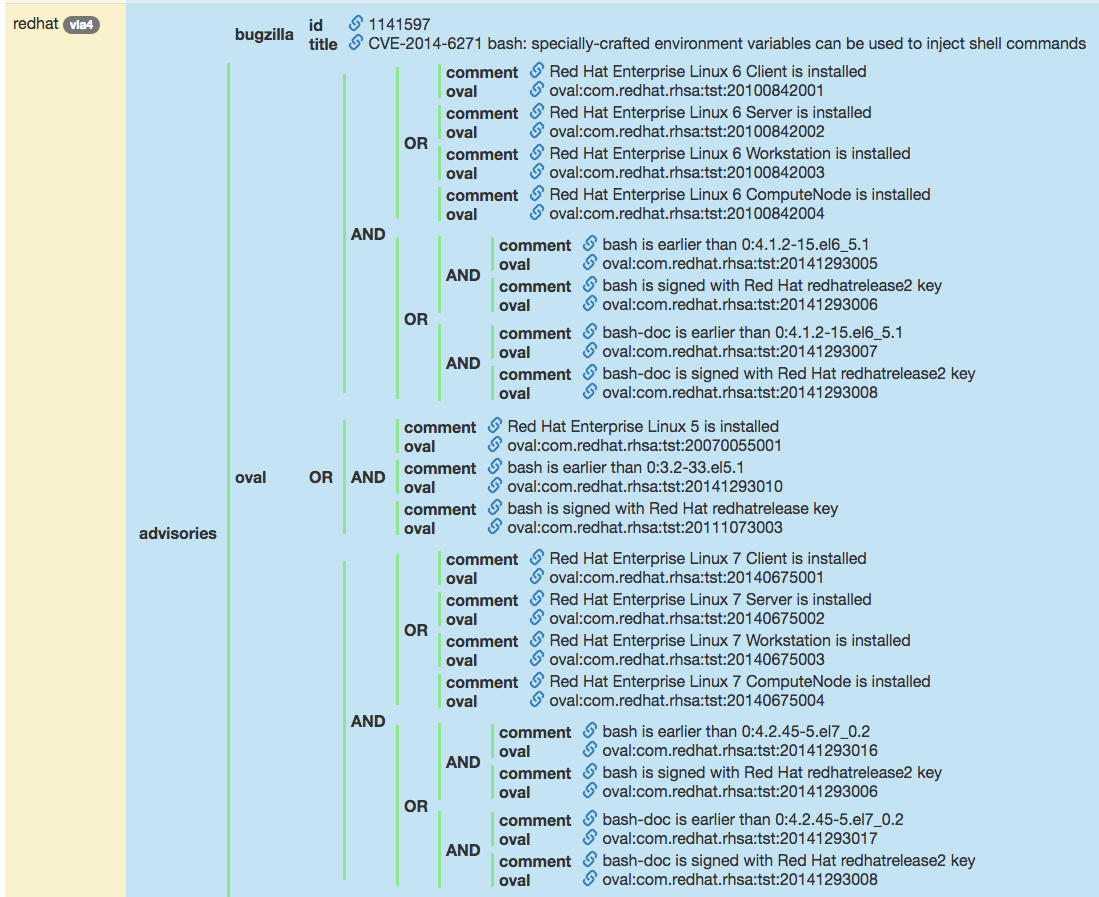 redhat via4
bugzilla
id 1141597
title CVE-2014-6271 bash: specially-crafted environment variables can be used to inject shell commands
comment Red Hat Enterprise Linux 6 Client is installed
oval oval:com.redhat.rhsa:tst:20100842001
comment Red Hat Enterprise Linux 6 Server is installed
oval oval:com.redhat.rhsa:tst:20100842002
OR
comment Red Hat Enterprise Linux 6 Workstation is installed
oval oval:com.redhat.rhsa:tst:20100842003
comment Red Hat Enterprise Linux 6 ComputeNode is installed
oval oval:com.redhat.rhsa:tst:20100842004
AND
comment bash is earlier than 0:4.1.2-15.el6_5.1
oval oval:com.redhat.rhsa:tst:20141293005
AND
comment bash is signed with Red Hat redhatrelease2 key
oval oval:com.redhat.rhsa:tst:20141293006
OR
comment bash-doc is earlier than 0:4.1.2-15.el6_5.1
oval oval:com.redhat.rhsa:tst:20141293007
AND
comment bash-doc is signed with Red Hat redhatrelease2 key
oval oval:com.redhat.rhsa:tst:20141293008
comment Red Hat Enterprise Linux 5 is installed
oval oval:com.redhat.rhsa:tst:20070055001
comment bash is earlier than 0:3.2-33.el5.1
oval OR AND
oval oval:com.redhat.rhsa:tst:20141293010
comment bash is signed with Red Hat redhatrelease key
oval oval:com.redhat.rhsa:tst:20111073003
advisories
comment Red Hat Enterprise Linux 7 Client is installed
oval oval:com.redhat.rhsa:tst:20140675001
comment Red Hat Enterprise Linux 7 Server is installed
oval oval:com.redhat.rhsa:tst:20140675002
OR
comment Red Hat Enterprise Linux 7 Workstation is installed
oval oval:com.redhat.rhsa:tst:20140675003
comment Red Hat Enterprise Linux 7 ComputeNode is installed
oval oval:com.redhat.rhsa:tst:20140675004
AND
comment bash is earlier than 0:4.2.45-5.el7_0.2
oval oval:com.redhat.rhsa:tst:20141293016
AND
comment bash is signed with Red Hat redhatrelease2 key
oval oval:com.redhat.rhsa:tst:20141293006
OR
comment bash-doc is earlier than 0:4.2.45-5.el7_0.2
oval oval:com.redhat.rhsa:tst:20141293017
AND
comment bash-doc is signed with Red Hat redhatrelease2 key
oval oval:com.redhat.rhsa:tst:20141293008